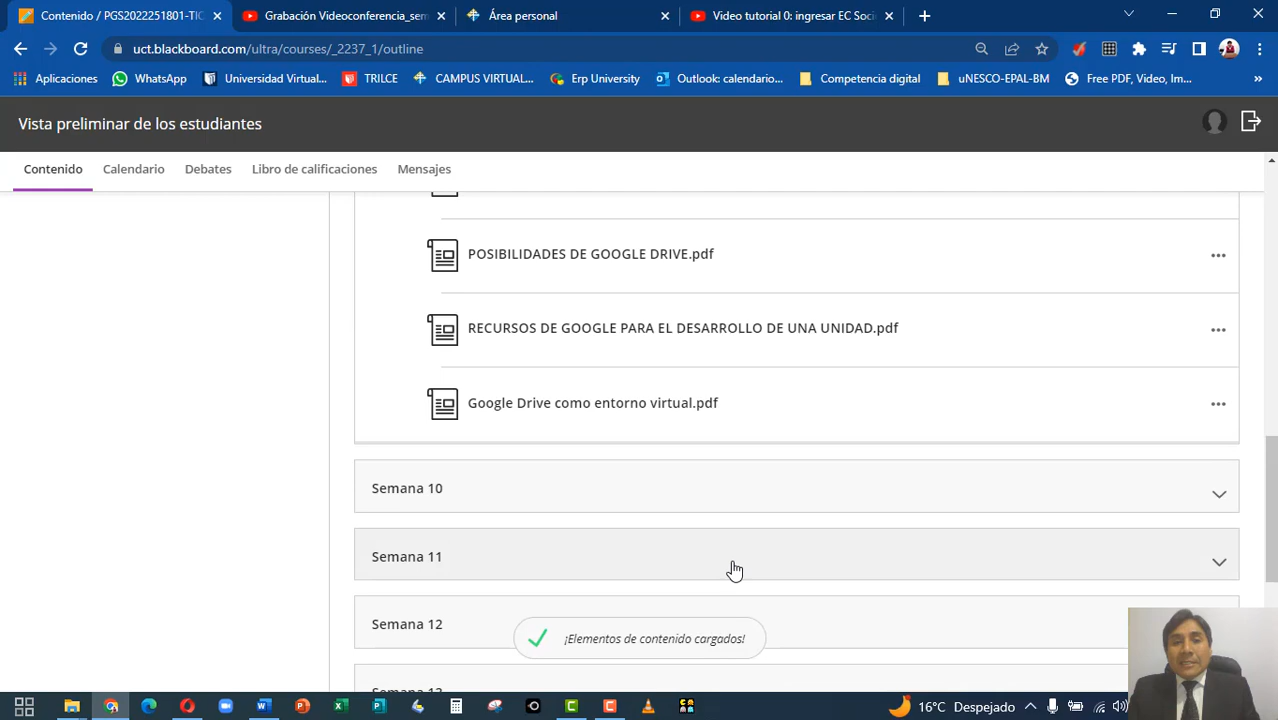 Contenido / PGS2022251801-TIC
Grabación Videoconferencia_sem
Área personal
Video tutorial 0: ingresar EC Soci
uct.blackboard.com/ultra/courses/_2237_1/outline
Aplicaciones
WhatsApp
Universidad Virtual...
TRILCE
CAMPUS VIRTUAL...
Erp University
Outlook: calendario...
Competencia digital
uNESCO-EPAL-BM
Free PDF, Video, Im...
»
Vista preliminar de los estudiantes
Contenido
Calendario
Debates
Libro de calificaciones
Mensajes
POSIBILIDADES DE GOOGLE DRIVE.pdf
RECURSOS DE GOOGLE PARA EL DESARROLLO DE UNA UNIDAD.pdf
Google Drive como entorno virtual.pdf
Semana 10
Semana 11
Semana 12
¡Elementos de contenido cargados!
Semana 13
16°C Despejado